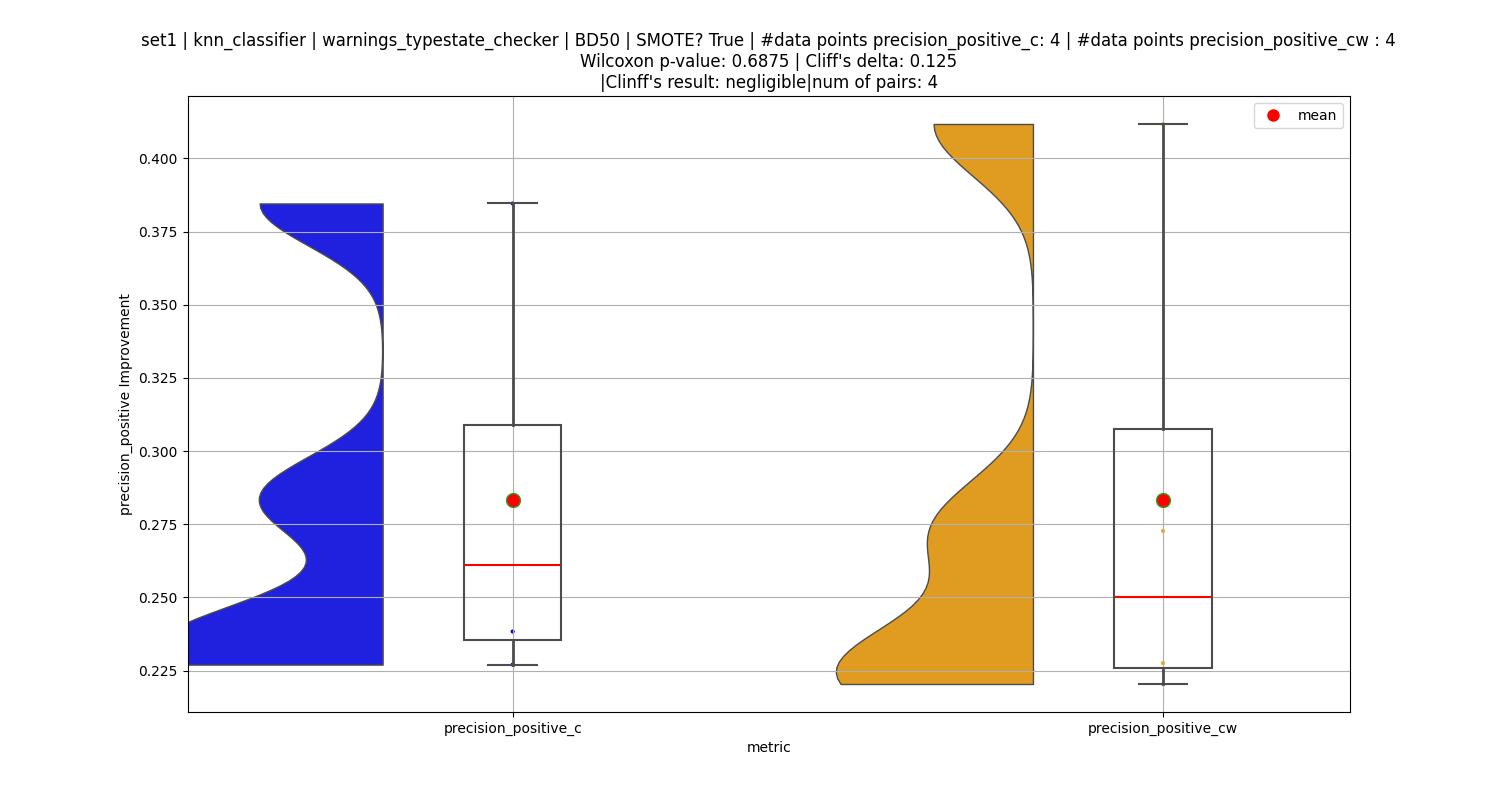 set1 | knn_classifier | warnings_typestate_checker | BD50 | SMOTE? True | #data points precision_positive_c: 4 | #data points precision_positive_cw : 4
Wilcoxon p-value: 0.6875 | Cliff's delta: 0.125
|Clinff's result: negligible|num of pairs: 4
mean
0.400
0.375
0.350
0.325
0.300
0.275
0.250
0.225
precision_positive Improvement
precision_positive_c
precision_positive_cw
metric